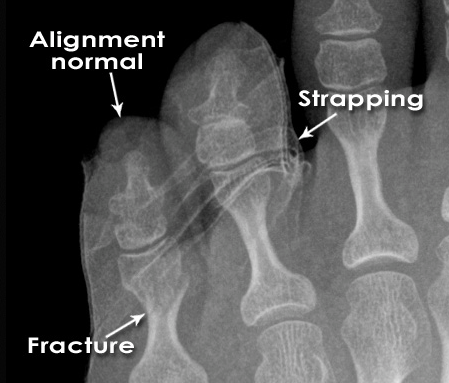 Alignment
normal
Strapping
Fracture